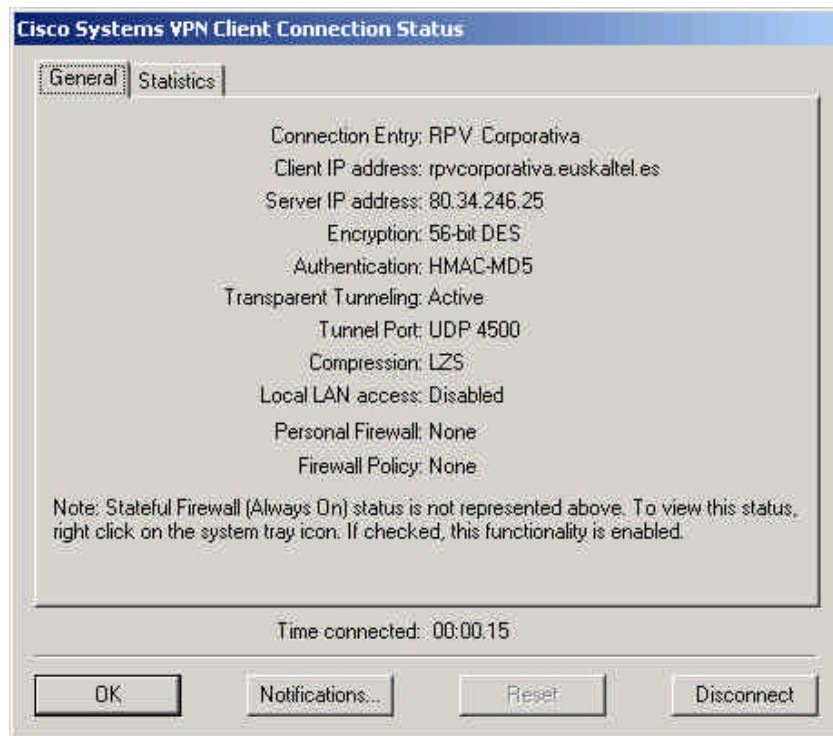 Cisco Systems VPN Client Connection Status
General Statistics
Connection Entry: RPV Corporativa
Client IP address: rpvcorporativa.euskaltel.es
Server IP address: 80.34.246.25
Encryption: 56-bit DES
Authentication: HMAC-MD5
Transparent Tunneling: Active
Tunnel Port: UDP 4500
Compression: LZS
Local LAN access: Disabled
Personal Firewall: None
Firewall Policy: None
Note: Stateful Firewall (Always On) status is not represented above. To view this status,
right click on the system tray icon. If checked, this functionality is enabled.
Time connected: 00:00.15
OK Notifications... Reset Disconnect